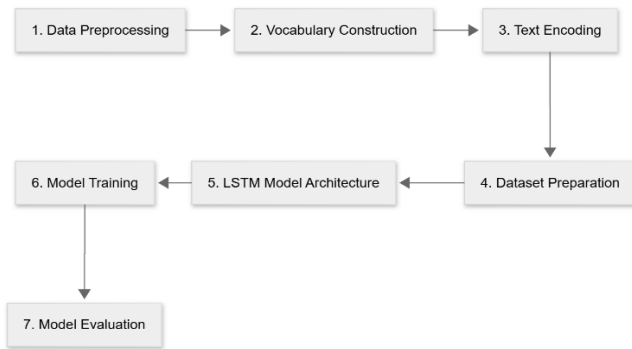 1. Data Preprocessing
2. Vocabulary Construction
3. Text Encoding
4. Dataset Preparation
5. LSTM Model Architecture
6. Model Training
7. Model Evaluation